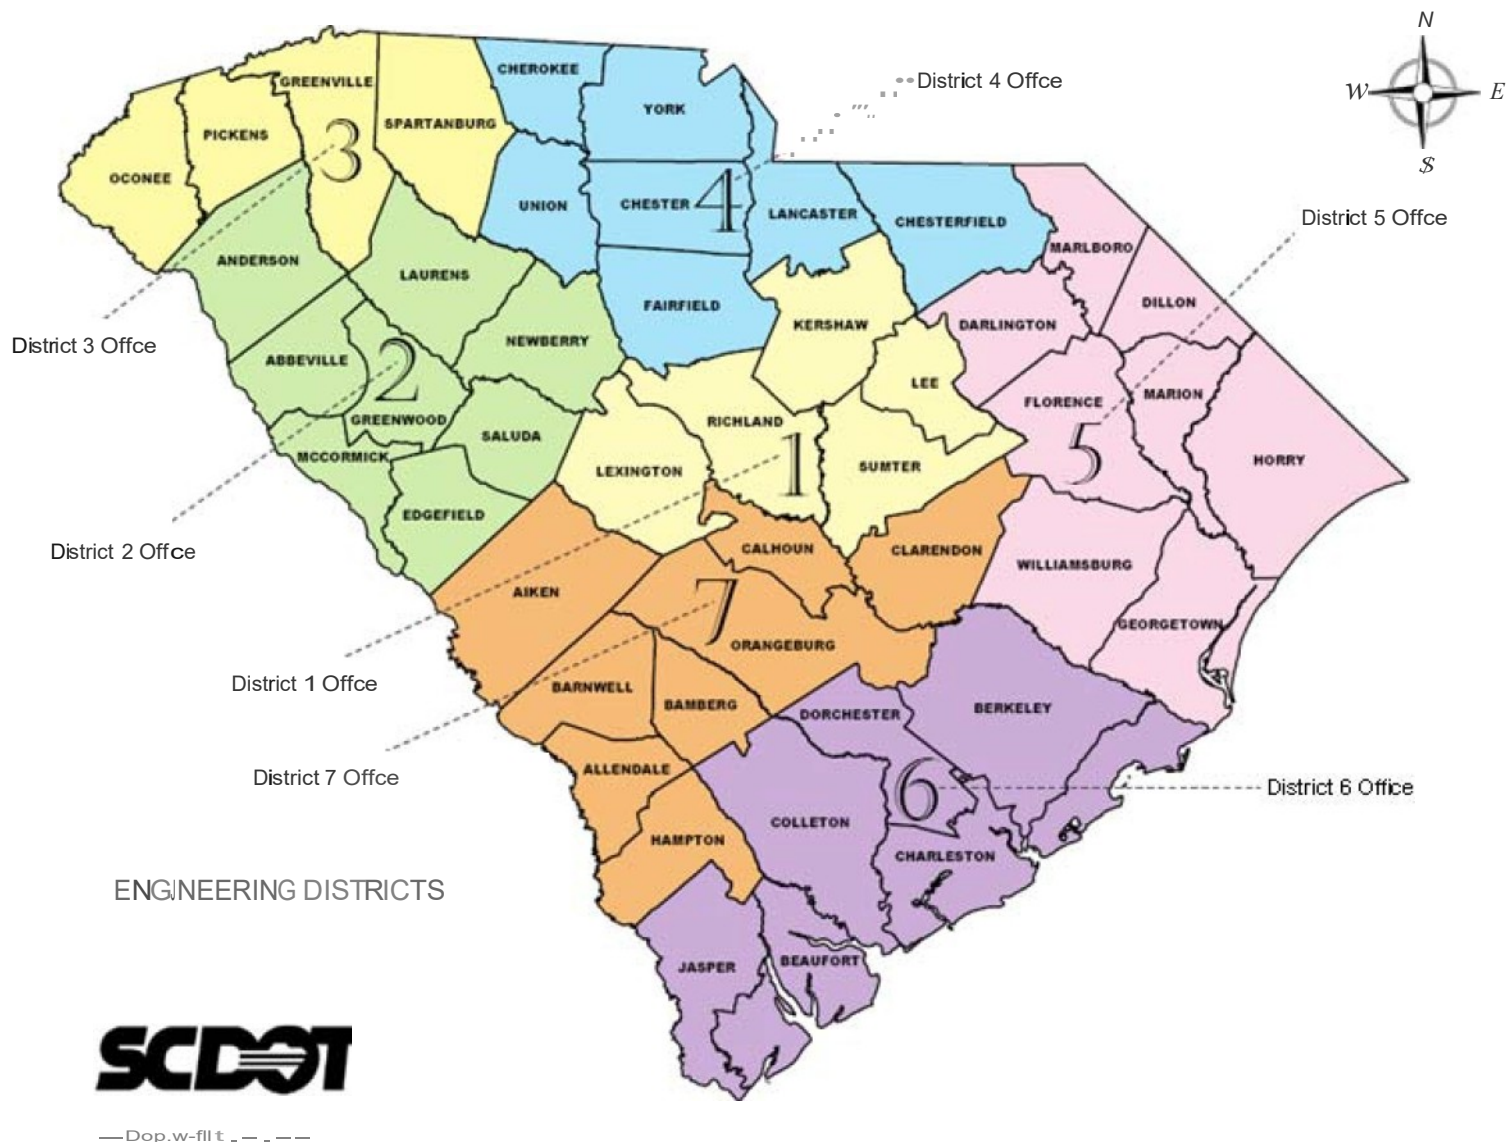 N
W
E
S
District 4 Offce
District 5 Offce
District 3 Offce
District 2 Offce
District 1 Offce
District 7 Offce
District 6 Office
GREENVILLE
CHEROKEE
YORK
SPARTANBURG
PICKENS
OCONEE
3
UNION
CHESTER
4
LANCASTER
CHESTERFIELD
MARLBORO
ANDERSON
LAURENS
FAIRFIELD
KERSHAW
DARLINGTON
DILLON
NEWBERRY
ABBEVILLE
2
GREENWOOD
LEE
FLORENCE
MARION
SALUDA
RICHLAND
MCCORMICK
LEXINGTON
1
SUMTER
5
HORRY
EDGEFIELD
CALHOUN
CLARENDON
WILLIAMSBURG
AIKEN
7
ORANGEBURG
GEORGETOWN
BARNWELL
BAMBERG
DORCHESTER
BERKELEY
ALLENDALE
6
HAMPTON
COLLETON
CHARLESTON
JASPER
BEAUFORT
ENGINEERING DISTRICTS
SCDOT